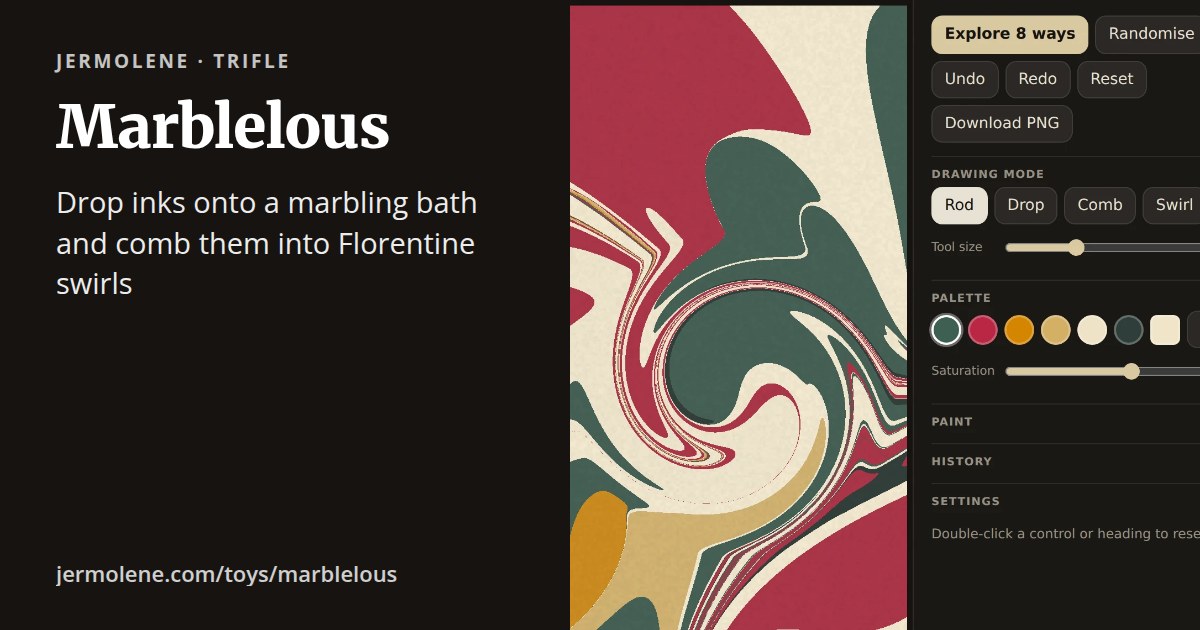 JERMOLENE · TRIFLE
Marblelous
Drop inks onto a marbling bath
and comb them into Florentine
swirls
jermolene.com/toys/marblelous
Explore 8 ways
Randomise
Undo
Redo
Reset
Download PNG
DRAWING MODE
Rod
Drop
Comb
Swirl
Tool size
PALETTE
Saturation
PAINT
HISTORY
SETTINGS
Double-click a control or heading to rese